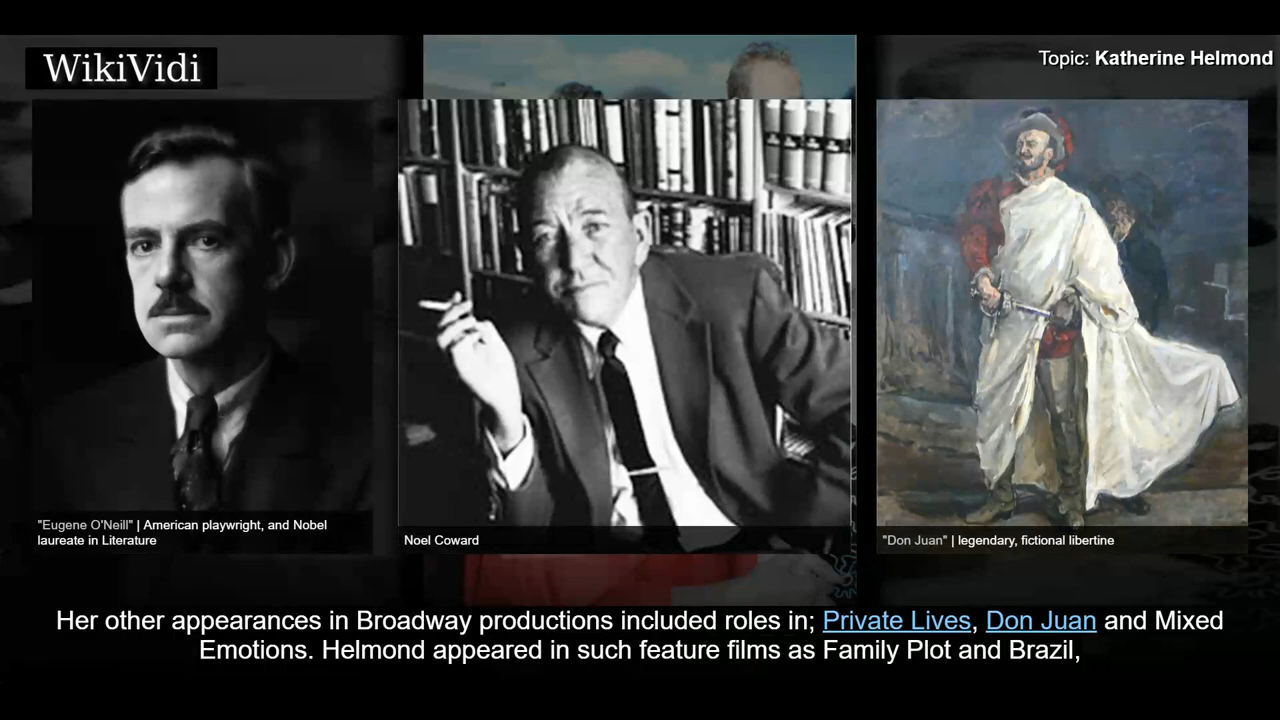 WikiVidi
Topic: Katherine Helmond
"Eugene O'Neill" | American playwright, and Nobel
laureate in Literature
Noel Coward
"Don Juan" | legendary, fictional libertine
Her other appearances in Broadway productions included roles in; Private Lives, Don Juan and Mixed
Emotions. Helmond appeared in such feature films as Family Plot and Brazil,